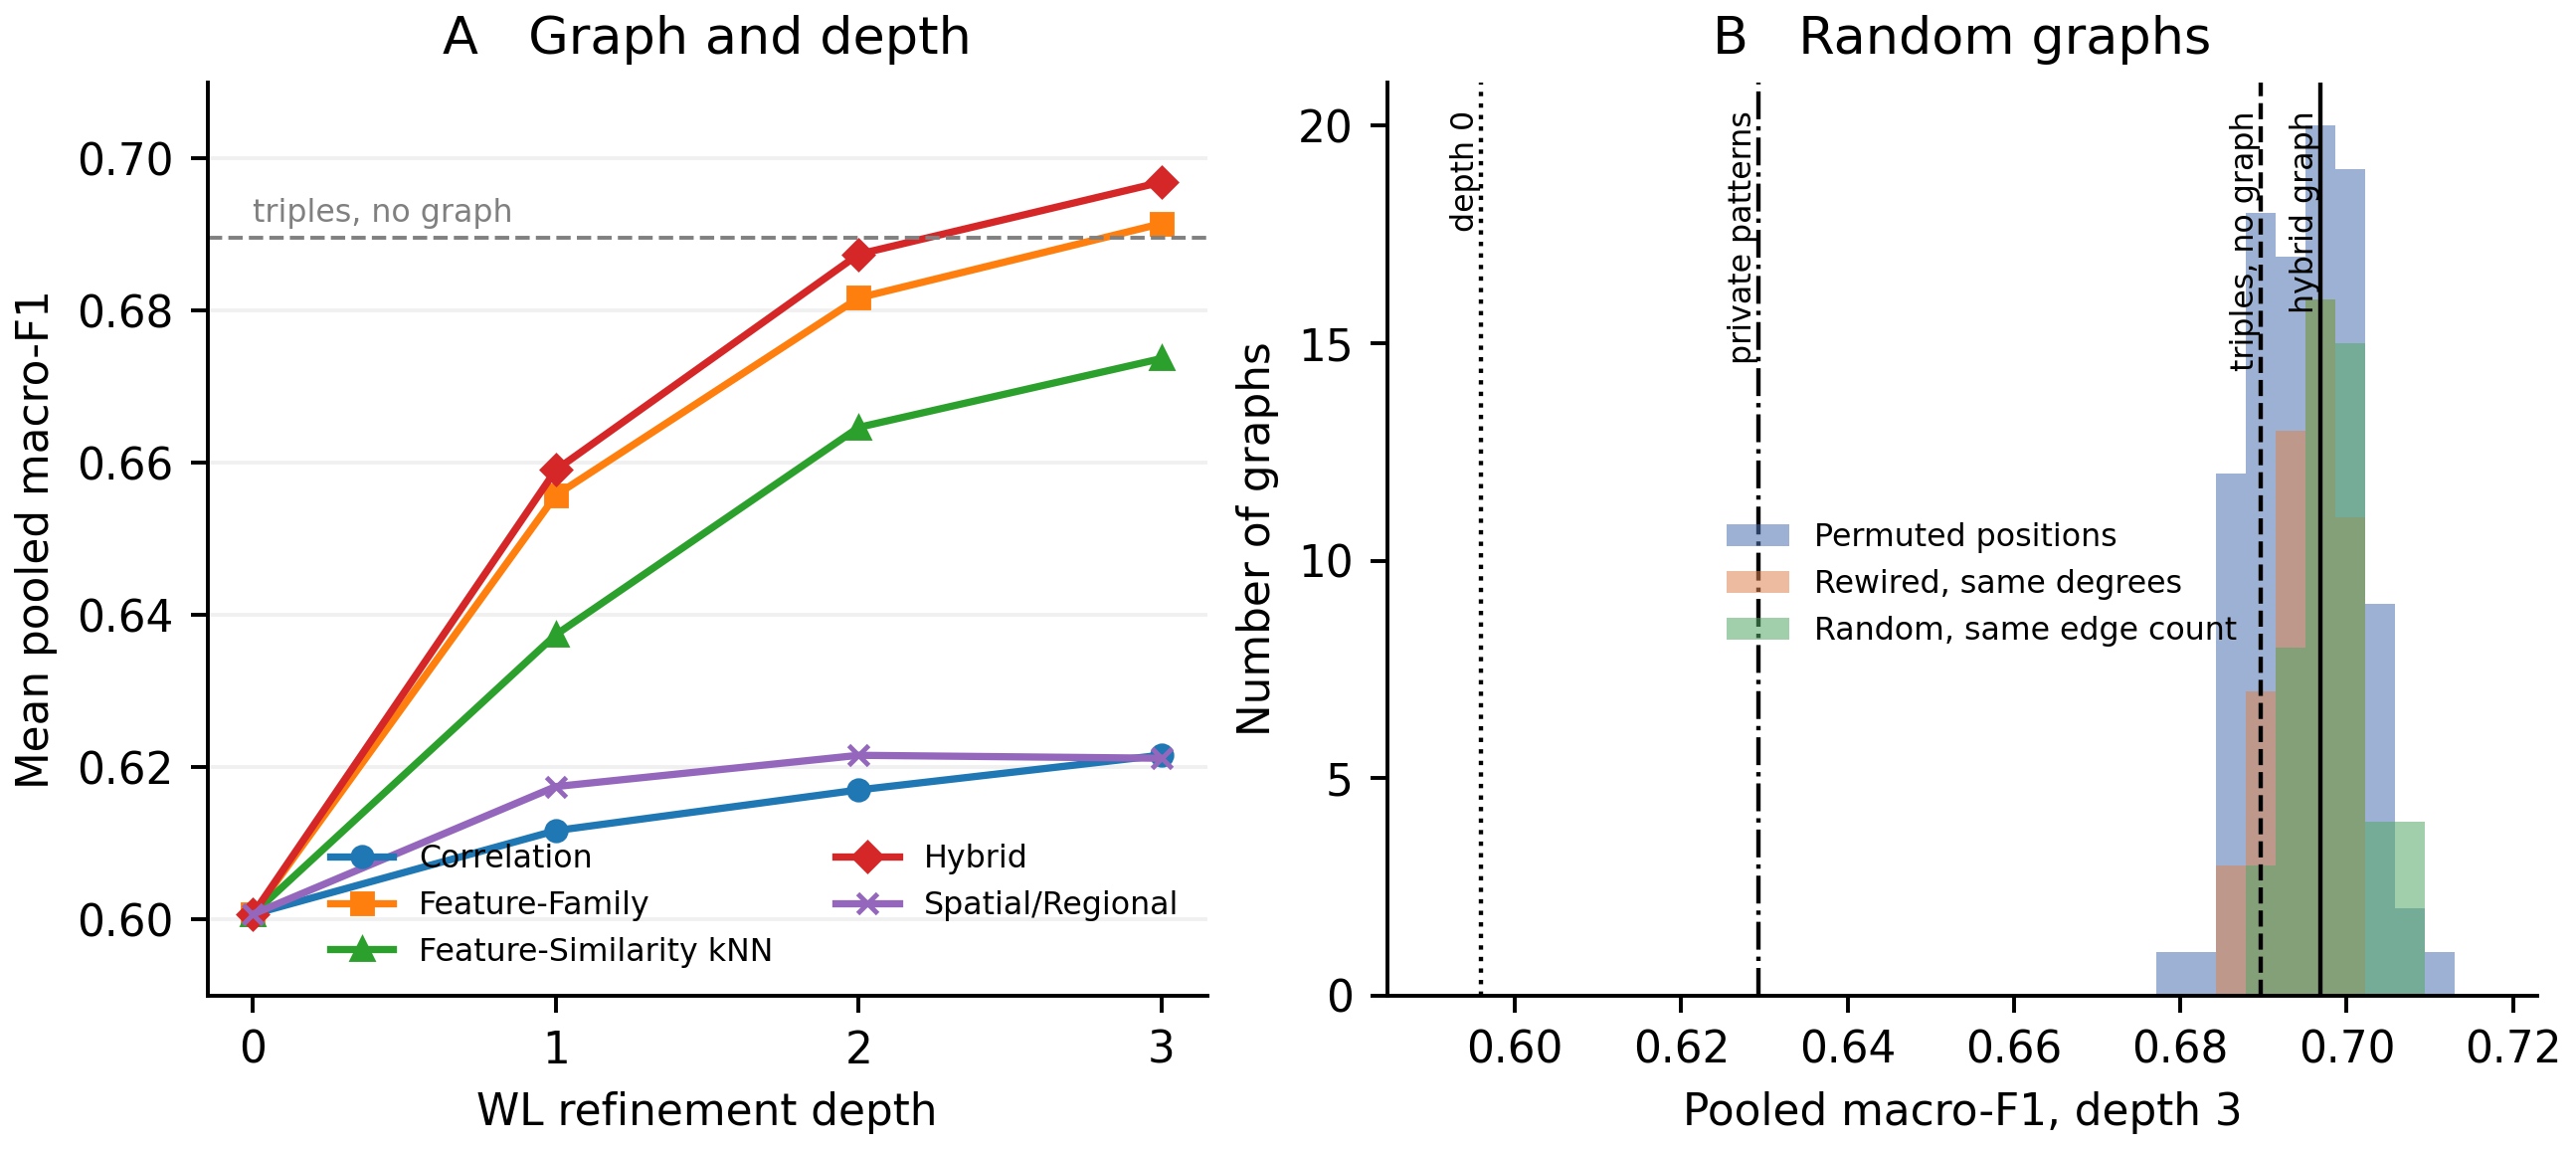 A Graph and depth
Mean pooled macro-F1
0.70
0.68
0.66
0.64
0.62
0.60
triples, no graph
Correlation
Feature-Family
Feature-Similarity kNN
Hybrid
Spatial/Regional
0 1 2 3
WL refinement depth
B Random graphs
Number of graphs
20
15
10
5
0
depth 0
private patterns
triples, no graph
hybrid graph
Permuted positions
Rewired, same degrees
Random, same edge count
0.60 0.62 0.64 0.66 0.68 0.70 0.72
Pooled macro-F1, depth 3